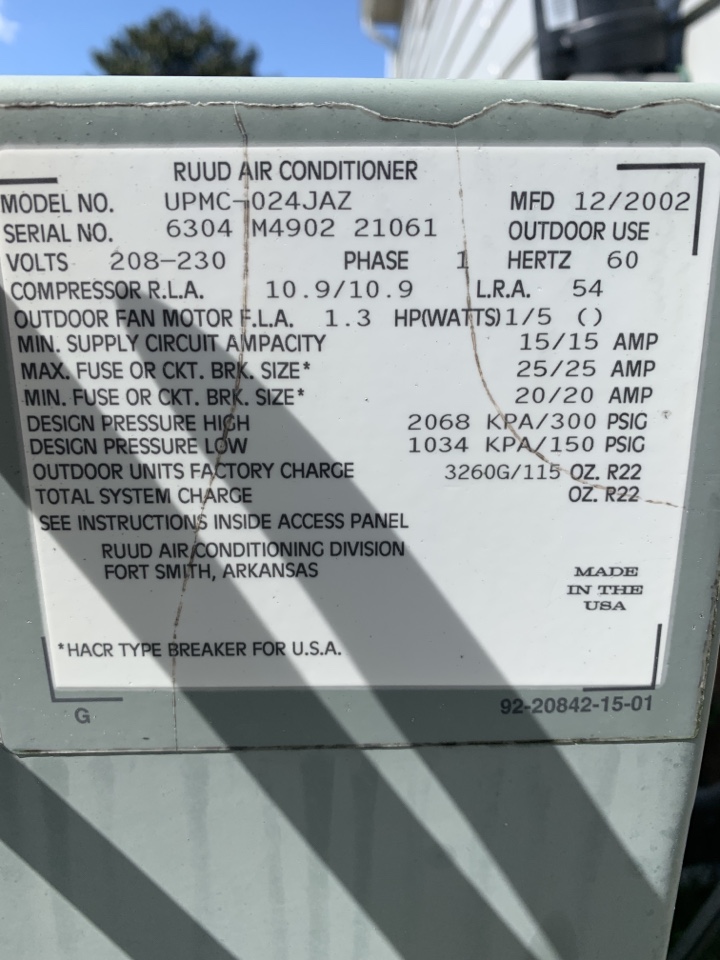 RUUD AIR CONDITIONER
MODEL NO. UPMC-024JAZ MFD 12/2002
SERIAL NO. 6304 M4902 21061 OUTDOOR USE
VOLTS 208-230 PHASE 1 HERTZ 60
COMPRESSOR R.L.A. 10.9/10.9 L.R.A. 54
OUTDOOR FAN MOTOR F.L.A. 1.3 HP(WATTS) 1/5 ()
MIN. SUPPLY CIRCUIT AMPACITY 15/15 AMP
MAX. FUSE OR CKT. BRK. SIZE* 25/25 AMP
MIN. FUSE OR CKT. BRK. SIZE* 20/20 AMP
DESIGN PRESSURE HIGH 2068 KPA/300 PSIG
DESIGN PRESSURE LOW 1034 KPA/150 PSIG
OUTDOOR UNITS FACTORY CHARGE 3260G/115 OZ. R22
TOTAL SYSTEM CHARGE OZ. R22
SEE INSTRUCTIONS INSIDE ACCESS PANEL
RUUD AIR CONDITIONING DIVISION
FORT SMITH, ARKANSAS
MADE
IN THE
USA
*HACR TYPE BREAKER FOR U.S.A.
G 92-20842-15-01